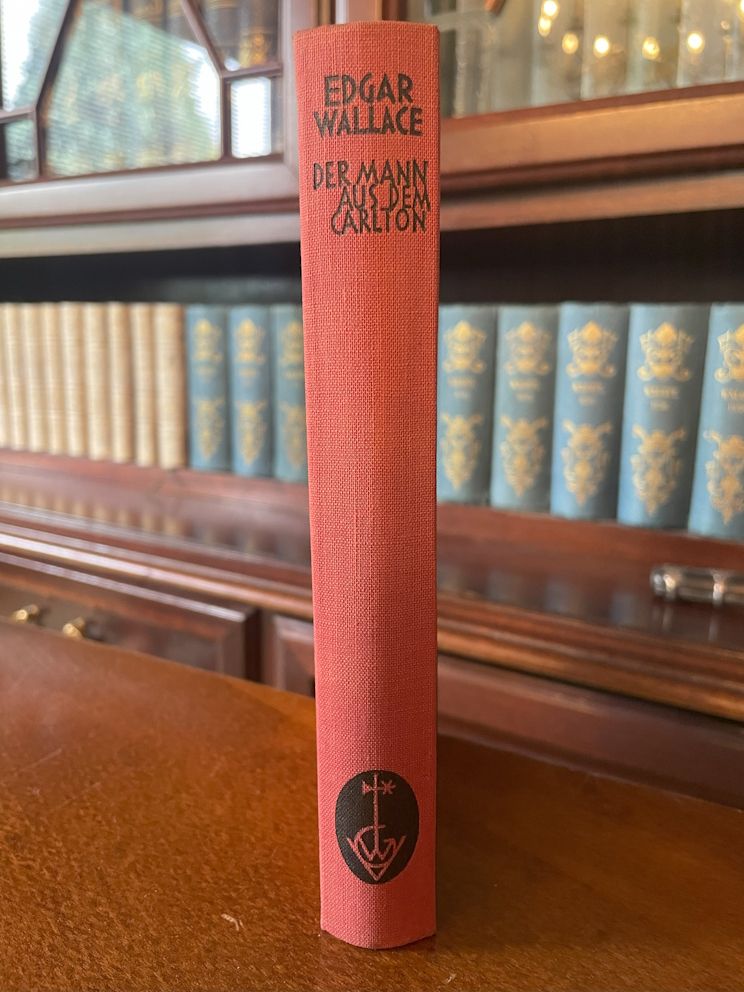 EDGAR
WALLACE
DER MANN
AUS DEM
CARLTON